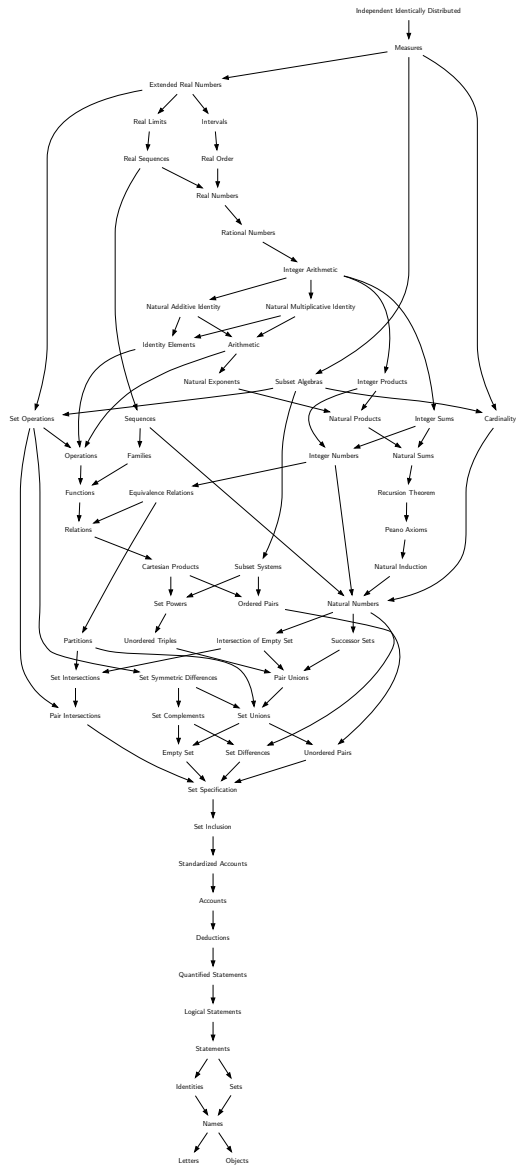 Independent Identically Distributed
Measures
Extended Real Numbers
Real Limits
Intervals
Real Sequences
Real Order
Real Numbers
Rational Numbers
Integer Arithmetic
Natural Additive Identity
Natural Multiplicative Identity
Identity Elements
Arithmetic
Natural Exponents
Subset Algebras
Integer Products
Set Operations
Sequences
Natural Products
Integer Sums
Cardinality
Operations
Families
Integer Numbers
Natural Sums
Functions
Equivalence Relations
Recursion Theorem
Relations
Peano Axioms
Cartesian Products
Subset Systems
Natural Induction
Set Powers
Ordered Pairs
Natural Numbers
Partitions
Unordered Triples
Intersection of Empty Set
Successor Sets
Set Intersections
Set Symmetric Differences
Pair Unions
Pair Intersections
Set Complements
Set Unions
Empty Set
Set Differences
Unordered Pairs
Set Specification
Set Inclusion
Standardized Accounts
Accounts
Deductions
Quantified Statements
Logical Statements
Statements
Identities
Sets
Names
Letters
Objects